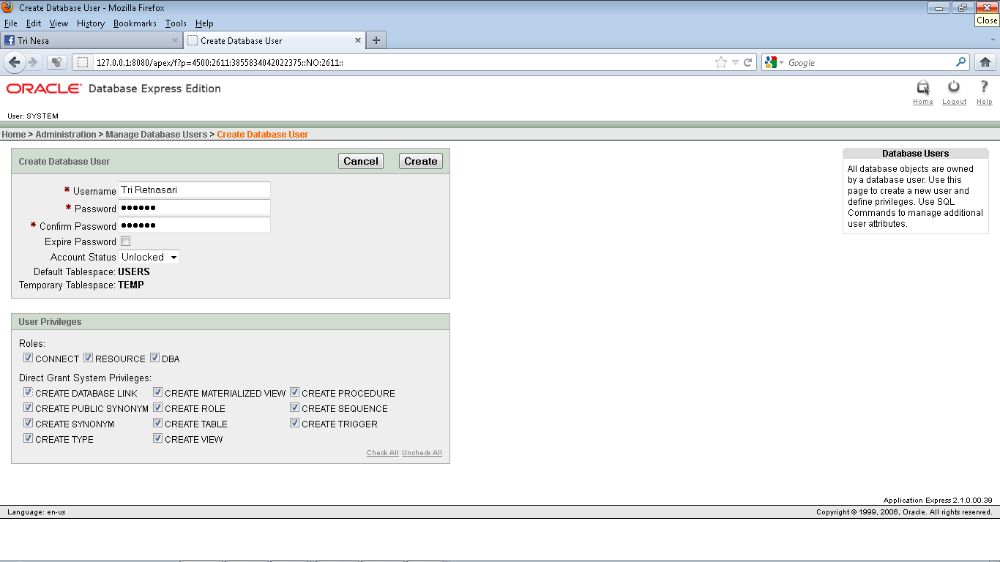 Create Database User - Mozilla Firefox
File Edit View History Bookmarks Tools Help
Close
Tri Nesa
Create Database User
127.0.0.1:8080/apex/f?p=4500:2611:3855834042022375::NO:2611::
Google
ORACLE Database Express Edition
Home Logout Help
User: SYSTEM
Home > Administration > Manage Database Users > Create Database User
Create Database User Cancel Create
* Username Tri Retnasari
* Password ••••••
* Confirm Password ••••••
Expire Password
Account Status Unlocked
Default Tablespace: USERS
Temporary Tablespace: TEMP
User Privileges
Roles:
CONNECT RESOURCE DBA
Direct Grant System Privileges:
CREATE DATABASE LINK CREATE MATERIALIZED VIEW CREATE PROCEDURE
CREATE PUBLIC SYNONYM CREATE ROLE CREATE SEQUENCE
CREATE SYNONYM CREATE TABLE CREATE TRIGGER
CREATE TYPE CREATE VIEW
Check All Uncheck All
Database Users
All database objects are owned
by a database user. Use this
page to create a new user and
define privileges. Use SQL
Commands to manage additional
user attributes.
Application Express 2.1.0.00.39
Language: en-us
Copyright © 1999, 2006, Oracle. All rights reserved.